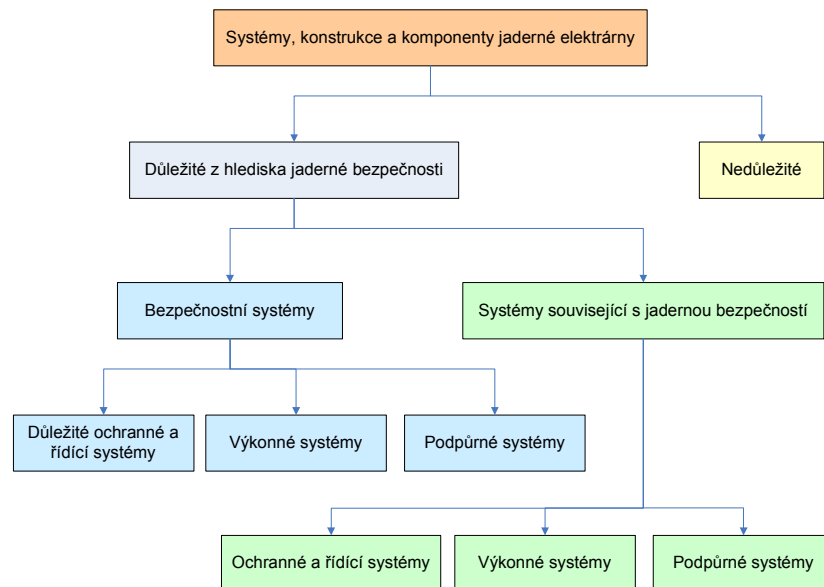 Systémy, konstrukce a komponenty jaderné elektrárny
Důležité z hlediska jaderné bezpečnosti
Nedůležité
Bezpečnostní systémy
Systémy související s jadernou bezpečností
Důležité ochranné a
řídící systémy
Výkonné systémy
Podpůrné systémy
Ochranné a řídící systémy
Výkonné systémy
Podpůrné systémy